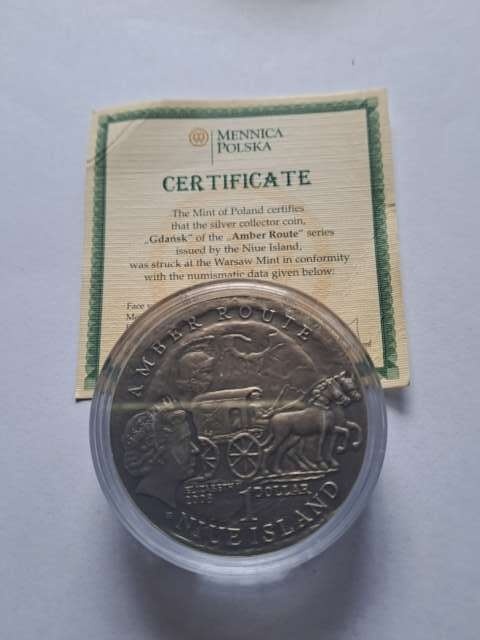 MENNICA
POLSKA
CERTIFICATE
The Mint of Poland certifies
that the silver collector coin,
„Gdańsk" of the „Amber Route" series
issued by the Niue Island,
was struck at the Warsaw Mint in conformity
with the numismatic data given below:
Face
AMBER ROUTE
1
DOLLAR
NIUE ISLAND